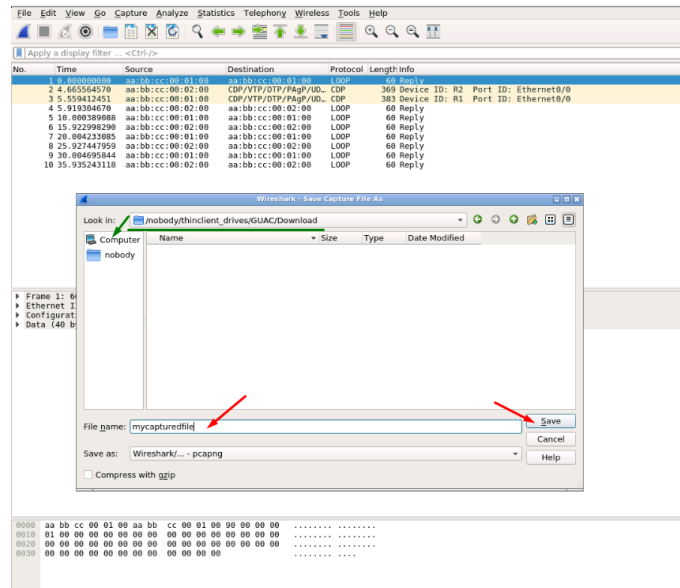 File Edit View Go Capture Analyze Statistics Telephony Wireless Tools Help
Apply a display filter ... <Ctrl-/>
No. Time Source Destination Protocol Length Info
1 0.000000000 aa:bb:cc:00:01:00 aa:bb:cc:00:01:00 LOOP 60 Reply
2 4.665564570 aa:bb:cc:00:02:00 CDP/VTP/DTP/PAgP/UD… CDP 369 Device ID: R2 Port ID: Ethernet0/0
3 5.559412451 aa:bb:cc:00:01:00 CDP/VTP/DTP/PAgP/UD… CDP 383 Device ID: R1 Port ID: Ethernet0/0
4 5.919304670 aa:bb:cc:00:02:00 aa:bb:cc:00:02:00 LOOP 60 Reply
5 10.000389088 aa:bb:cc:00:01:00 aa:bb:cc:00:01:00 LOOP 60 Reply
6 15.922998290 aa:bb:cc:00:02:00 aa:bb:cc:00:02:00 LOOP 60 Reply
7 20.004233085 aa:bb:cc:00:01:00 aa:bb:cc:00:01:00 LOOP 60 Reply
8 25.927447959 aa:bb:cc:00:02:00 aa:bb:cc:00:02:00 LOOP 60 Reply
9 30.004695844 aa:bb:cc:00:01:00 aa:bb:cc:00:01:00 LOOP 60 Reply
10 35.935243118 aa:bb:cc:00:02:00 aa:bb:cc:00:02:00 LOOP 60 Reply
Wireshark · Save Capture File As
Look in: /nobody/thinclient_drives/GUAC/Download
Computer Name Size Type Date Modified
nobody
Frame 1: 6
Ethernet I
Configurat
Data (40 b
File name: mycapturedfile Save
Cancel
Save as: Wireshark/... - pcapng Help
Compress with gzip
0000 aa bb cc 00 01 00 aa bb cc 00 01 00 90 00 00 00 ........ ........
0010 01 00 00 00 00 00 00 00 00 00 00 00 00 00 00 00 ........ ........
0020 00 00 00 00 00 00 00 00 00 00 00 00 00 00 00 00 ........ ........
0030 00 00 00 00 00 00 00 00 00 00 00 00 ........ ....